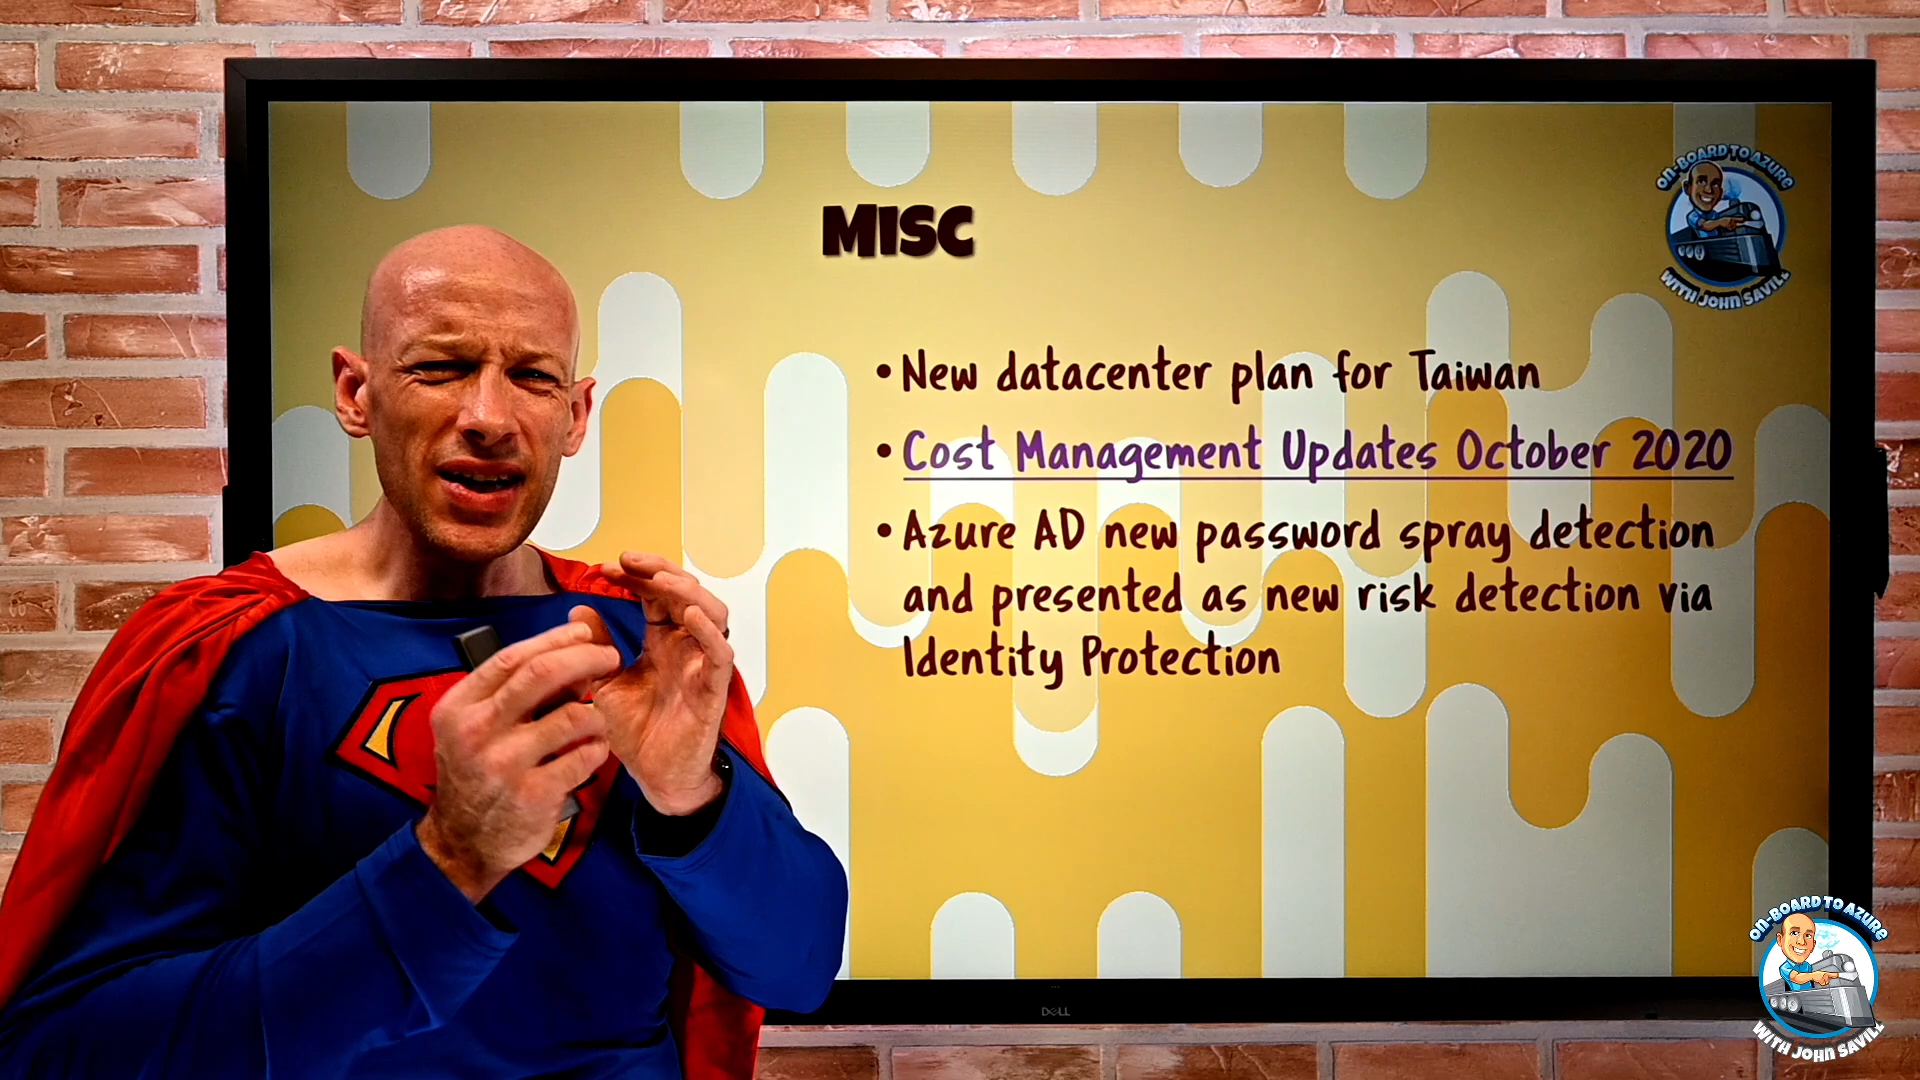 MISC
ON-BOARD TO AZURE
WITH JOHN SAVILL
• New datacenter plan for Taiwan
• Cost Management Updates October 2020
• Azure AD new password spray detection
and presented as new risk detection via
Identity Protection
DELL
ON-BOARD TO AZURE
WITH JOHN SAVILL